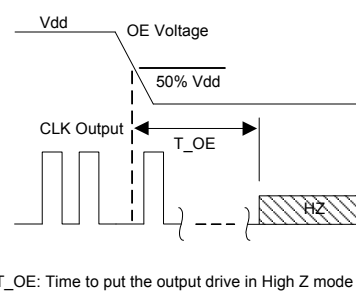 Vdd
OE Voltage
50% Vdd
CLK Output
T_OE
HZ
T_OE: Time to put the output drive in High Z mode